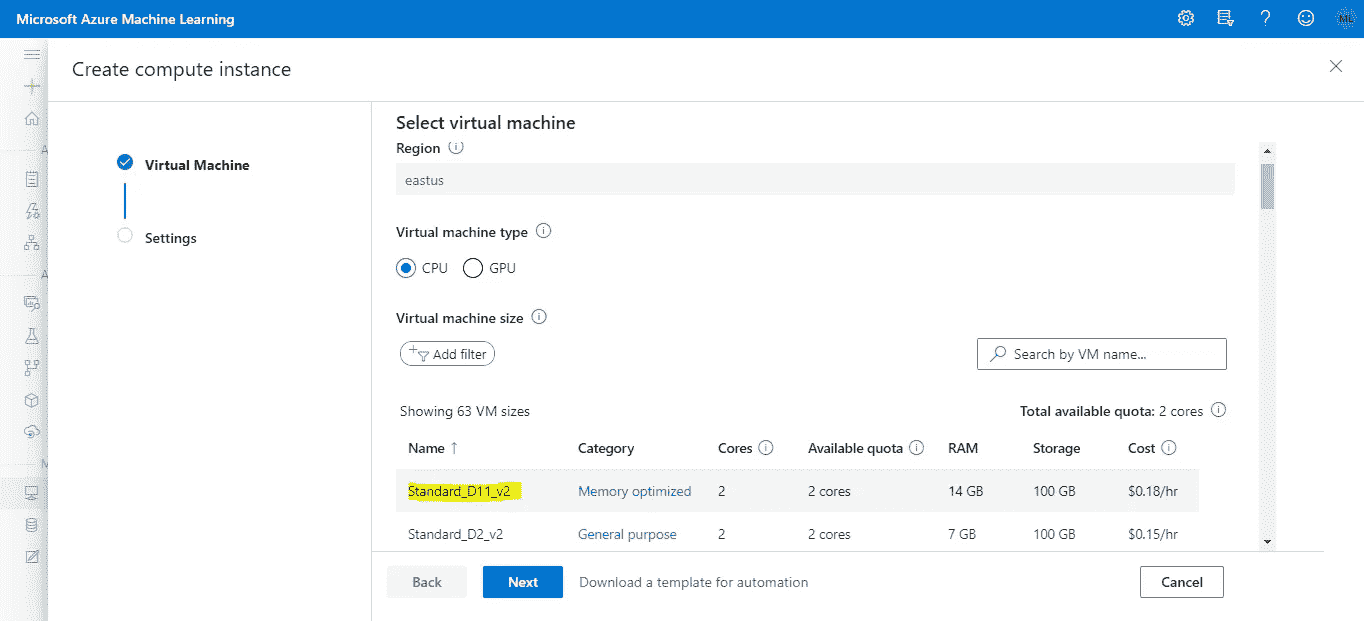 Microsoft Azure Machine Learning
Create compute instance
Virtual Machine
Settings
Select virtual machine
Region
eastus
Virtual machine type
CPU GPU
Virtual machine size
Add filter
Search by VM name...
Showing 63 VM sizes
Total available quota: 2 cores
Name ↑ Category Cores Available quota RAM Storage Cost
Standard_D11_v2 Memory optimized 2 2 cores 14 GB 100 GB $0.18/hr
Standard_D2_v2 General purpose 2 2 cores 7 GB 100 GB $0.15/hr
Back Next Download a template for automation Cancel